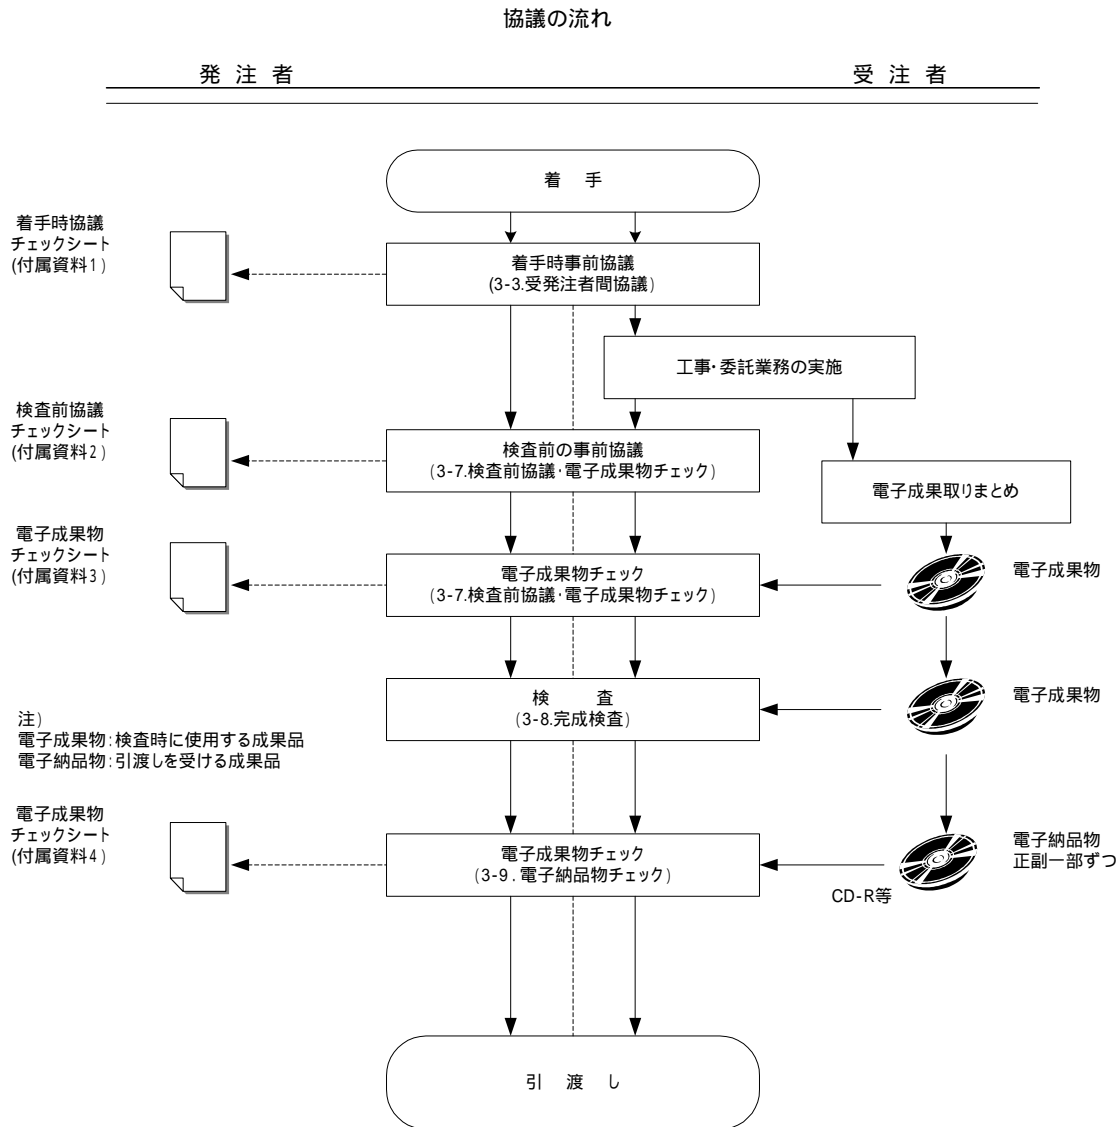 協議の流れ
発 注 者
受 注 者
着 手
着手時協議
チェックシート
(付属資料1)
着手時事前協議
(3-3.受発注者間協議)
工事・委託業務の実施
検査前協議
チェックシート
(付属資料2)
検査前の事前協議
(3-7.検査前協議・電子成果物チェック)
電子成果取りまとめ
電子成果物
チェックシート
(付属資料3)
電子成果物チェック
(3-7.検査前協議・電子成果物チェック)
電子成果物
検 査
(3-8.完成検査)
電子成果物
注)
電子成果物:検査時に使用する成果品
電子納品物:引渡しを受ける成果品
電子成果物
チェックシート
(付属資料4)
電子成果物チェック
(3-9.電子納品物チェック)
電子納品物
正副一部ずつ
CD-R等
引 渡 し